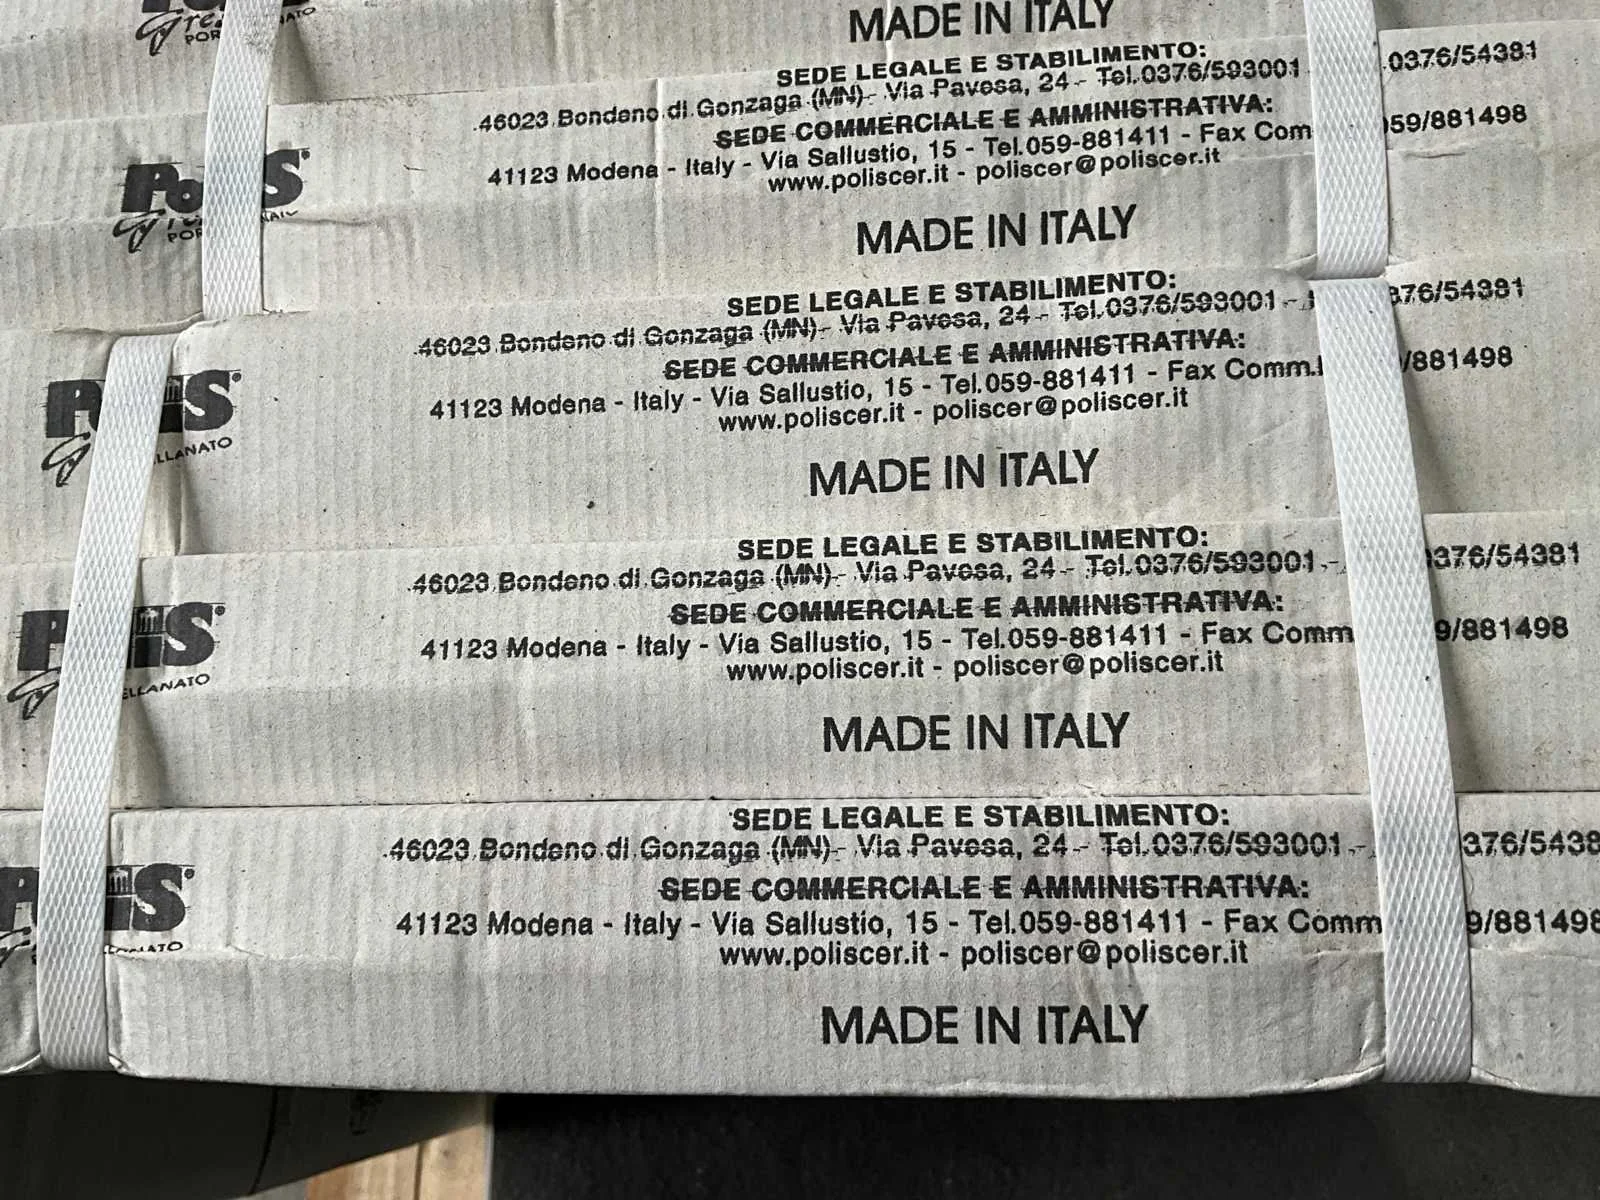 MADE IN ITALY
SEDE LEGALE E STABILIMENTO:
46023 Bondeno di Gonzaga (MN) - Via Pavesa, 24 - Tel.0376/593001 .0376/54381
SEDE COMMERCIALE E AMMINISTRATIVA:
41123 Modena - Italy - Via Sallustio, 15 - Tel.059-881411 - Fax Com 059/881498
www.poliscer.it - poliscer@poliscer.it
MADE IN ITALY
SEDE LEGALE E STABILIMENTO:
46023 Bondeno di Gonzaga (MN) - Via Pavesa, 24 - Tel.0376/593001 - 376/54381
SEDE COMMERCIALE E AMMINISTRATIVA:
41123 Modena - Italy - Via Sallustio, 15 - Tel.059-881411 - Fax Comm. /881498
www.poliscer.it - poliscer@poliscer.it
LLANATO
MADE IN ITALY
SEDE LEGALE E STABILIMENTO:
46023 Bondeno di Gonzaga (MN) - Via Pavesa, 24 - Tel.0376/593001 - 0376/54381
SEDE COMMERCIALE E AMMINISTRATIVA:
41123 Modena - Italy - Via Sallustio, 15 - Tel.059-881411 - Fax Comm 9/881498
www.poliscer.it - poliscer@poliscer.it
ELLANATO
MADE IN ITALY
SEDE LEGALE E STABILIMENTO:
46023 Bondeno di Gonzaga (MN) - Via Pavesa, 24 - Tel.0376/593001 - 376/5438
SEDE COMMERCIALE E AMMINISTRATIVA:
41123 Modena - Italy - Via Sallustio, 15 - Tel.059-881411 - Fax Comm 9/881498
www.poliscer.it - poliscer@poliscer.it
MADE IN ITALY